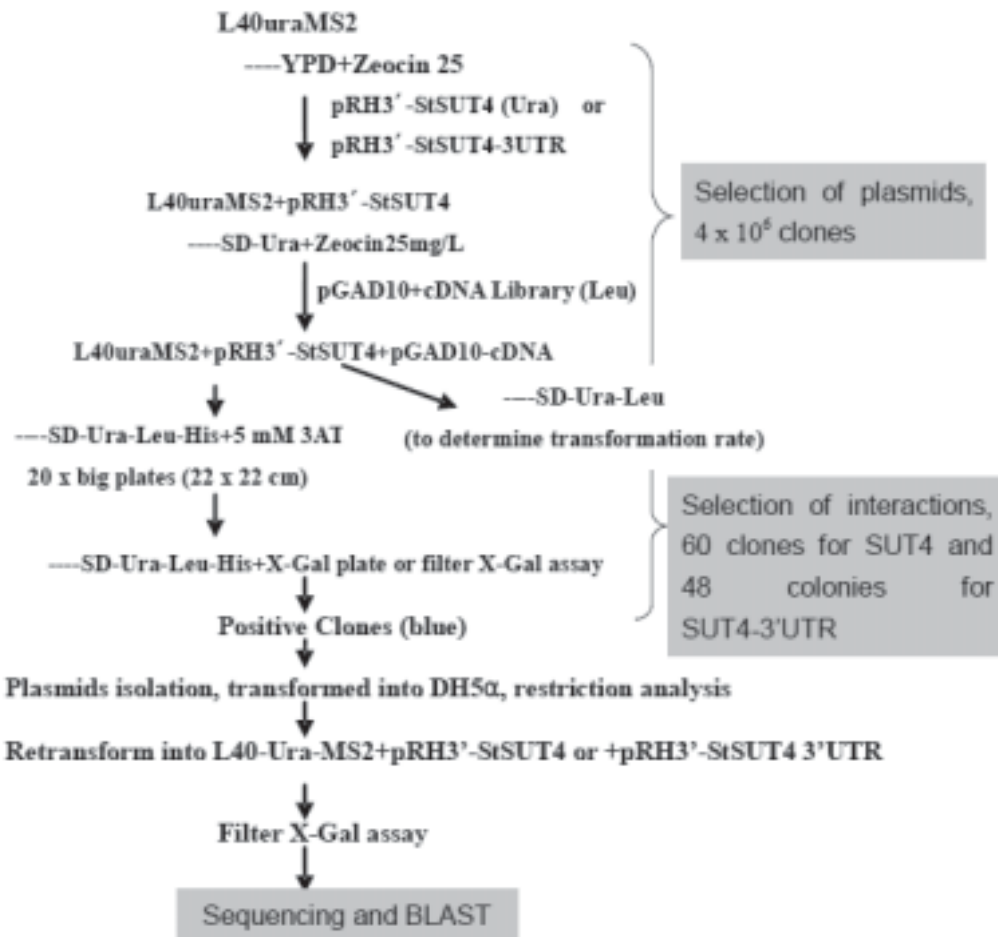 L40uraMS2
----YPD+Zeocin 25
pRH3´-StSUT4 (Ura) or
pRH3´-StSUT4-3UTR
L40uraMS2+pRH3´-StSUT4
----SD-Ura+Zeocin25mg/L
pGAD10+cDNA Library (Leu)
L40uraMS2+pRH3´-StSUT4+pGAD10-cDNA
----SD-Ura-Leu
(to determine transformation rate)
----SD-Ura-Leu-His+5 mM 3AT
20 x big plates (22 x 22 cm)
----SD-Ura-Leu-His+X-Gal plate or filter X-Gal assay
Positive Clones (blue)
Plasmids isolation, transformed into DH5α, restriction analysis
Retransform into L40-Ura-MS2+pRH3’-StSUT4 or +pRH3’-StSUT4 3’UTR
Filter X-Gal assay
Sequencing and BLAST
Selection of plasmids,
4 x clones
Selection of interactions,
60 clones for SUT4 and
48 colonies for
SUT4-3’UTR